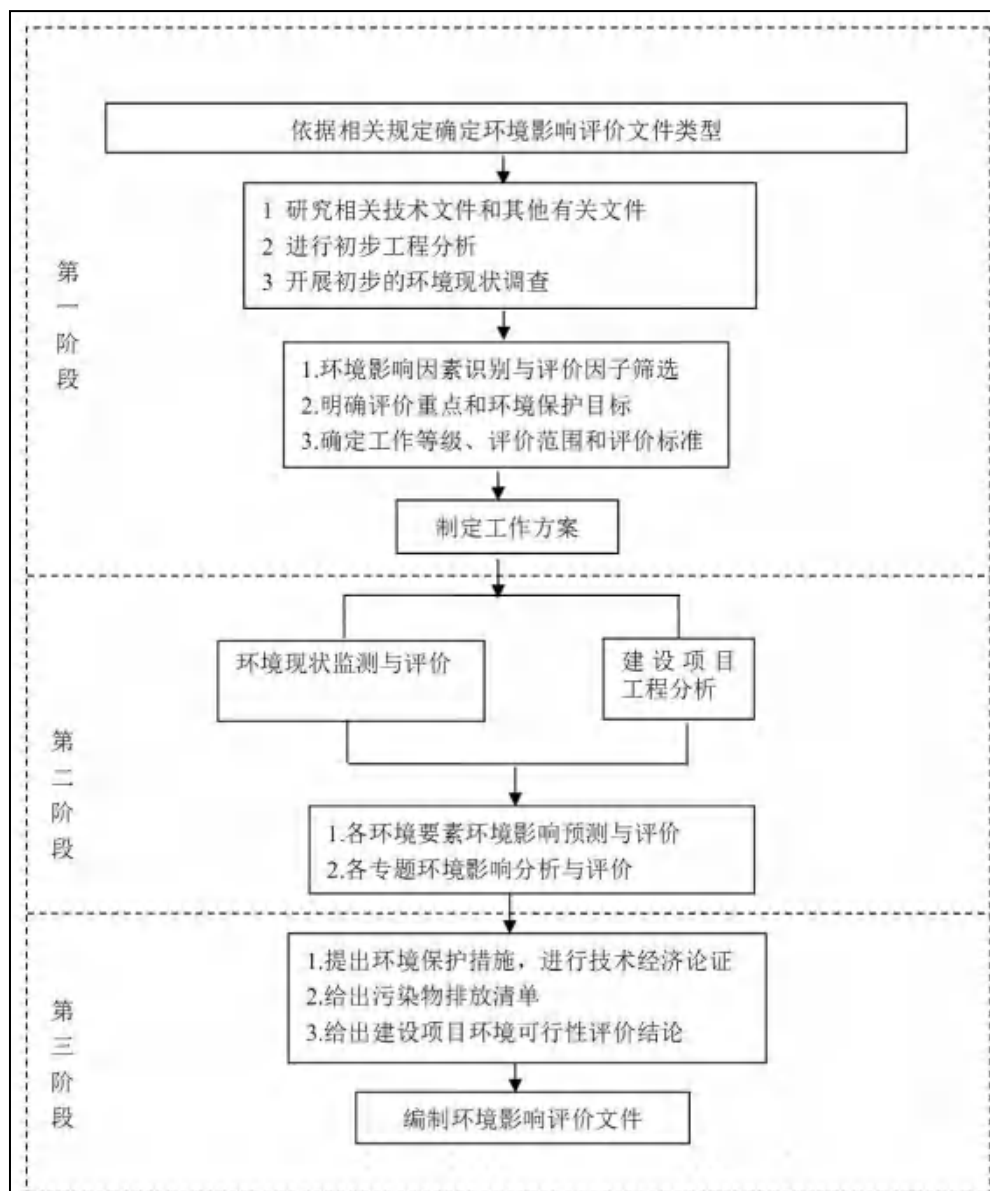 依据相关规定确定环境影响评价文件类型
1 研究相关技术文件和其他有关文件
2 进行初步工程分析
3 开展初步的环境现状调查
第一阶段
1.环境影响因素识别与评价因子筛选
2.明确评价重点和环境保护目标
3.确定工作等级、评价范围和评价标准
制定工作方案
环境现状监测与评价
建设项目
工程分析
第二阶段
1.各环境要素环境影响预测与评价
2.各专题环境影响分析与评价
1.提出环境保护措施，进行技术经济论证
2.给出污染物排放清单
3.给出建设项目环境可行性评价结论
第三阶段
编制环境影响评价文件